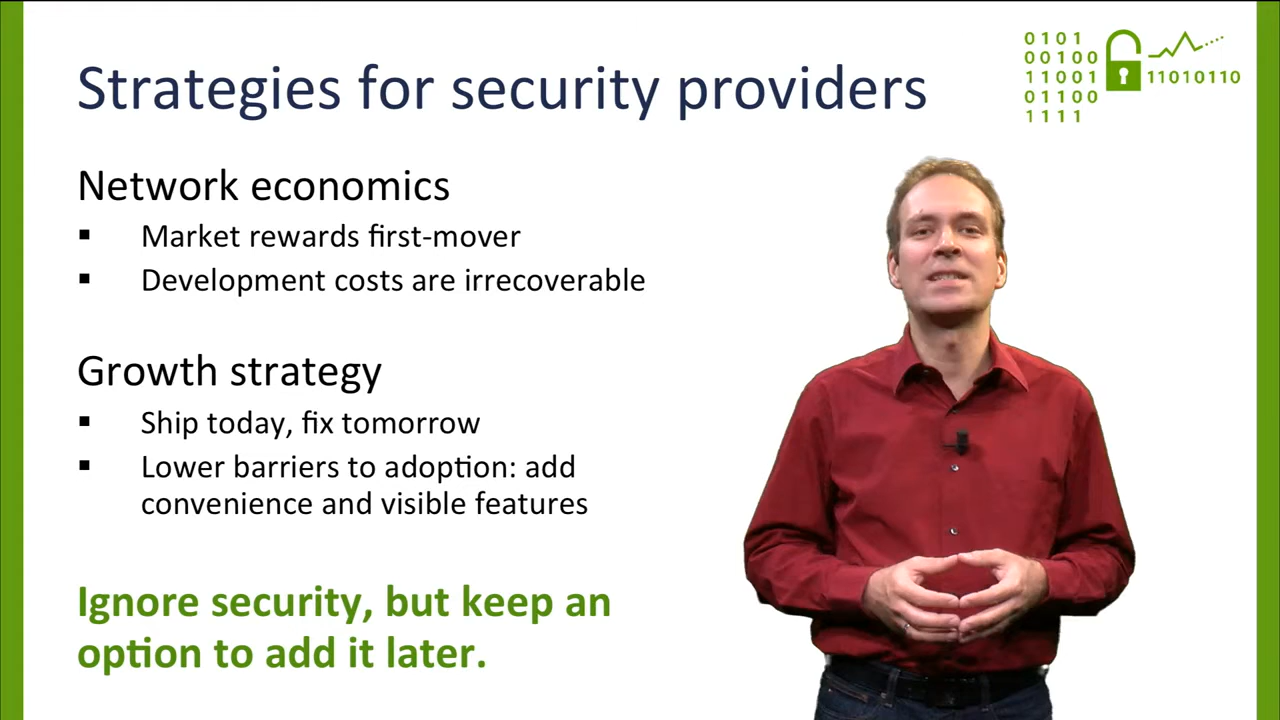 Strategies for security providers
0101
00100
11001
01100
1111
11010110
Network economics
▪ Market rewards first-mover
▪ Development costs are irrecoverable
Growth strategy
▪ Ship today, fix tomorrow
▪ Lower barriers to adoption: add
convenience and visible features
Ignore security, but keep an
option to add it later.